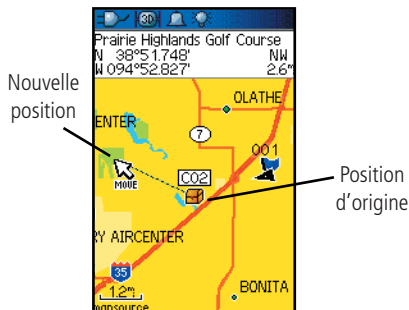 3D
Prairie Highlands Golf Course
N 38°51.748' NW
W 094°52.827' 2.6m
Nouvelle
position
OLATHE
ENTER
7
001
MOVE
C02
Position
d'origine
RY AIRCENTER
35
1.2m
BONITA
mapsource